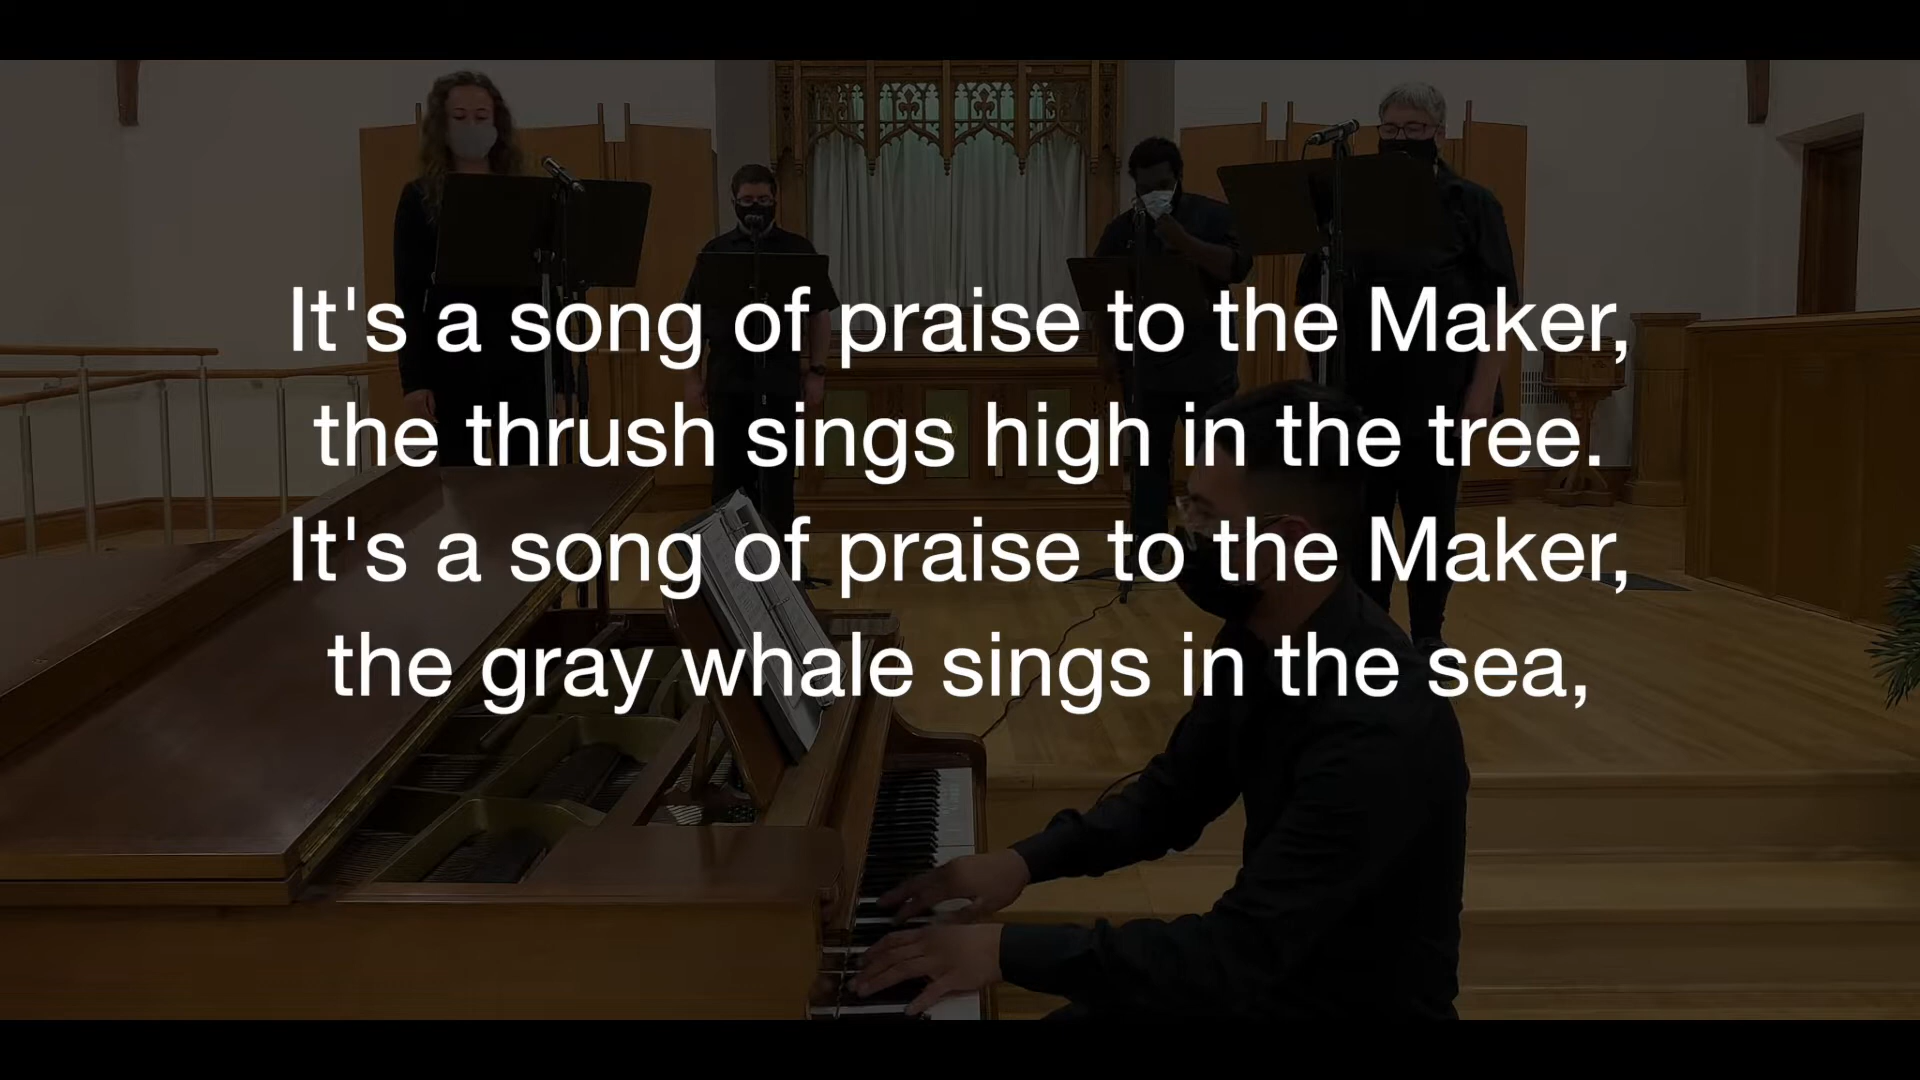 It's a song of praise to the Maker,
the thrush sings high in the tree.
It's a song of praise to the Maker,
the gray whale sings in the sea,